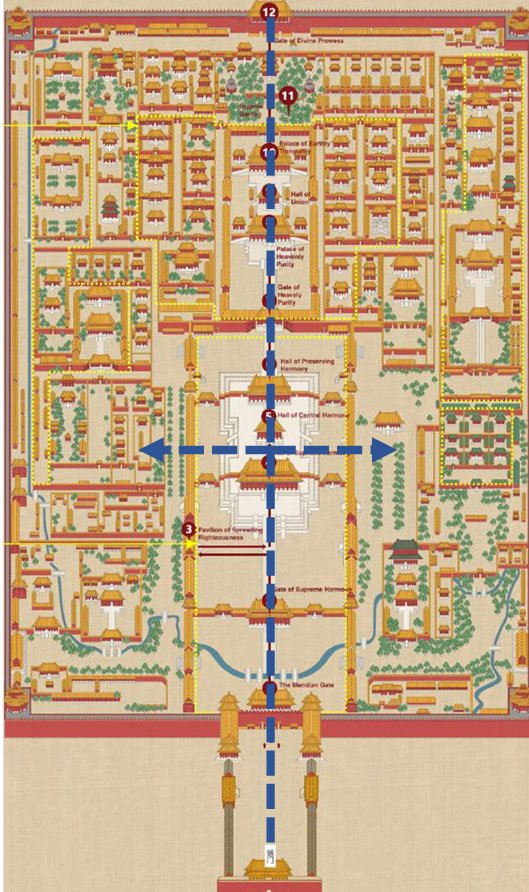 12
Gate of Divine Prowess
11
Palace of Earthly
Tranquility
Hall of
Union
Palace of
Heavenly
Purity
Gate of
Heavely
Purity
Hall of Preserving
Harmony
Hall of Central Harmony
3
Pavilion of Spreading
Righteousness
Gate of Supreme Harmony
The Meridian Gate